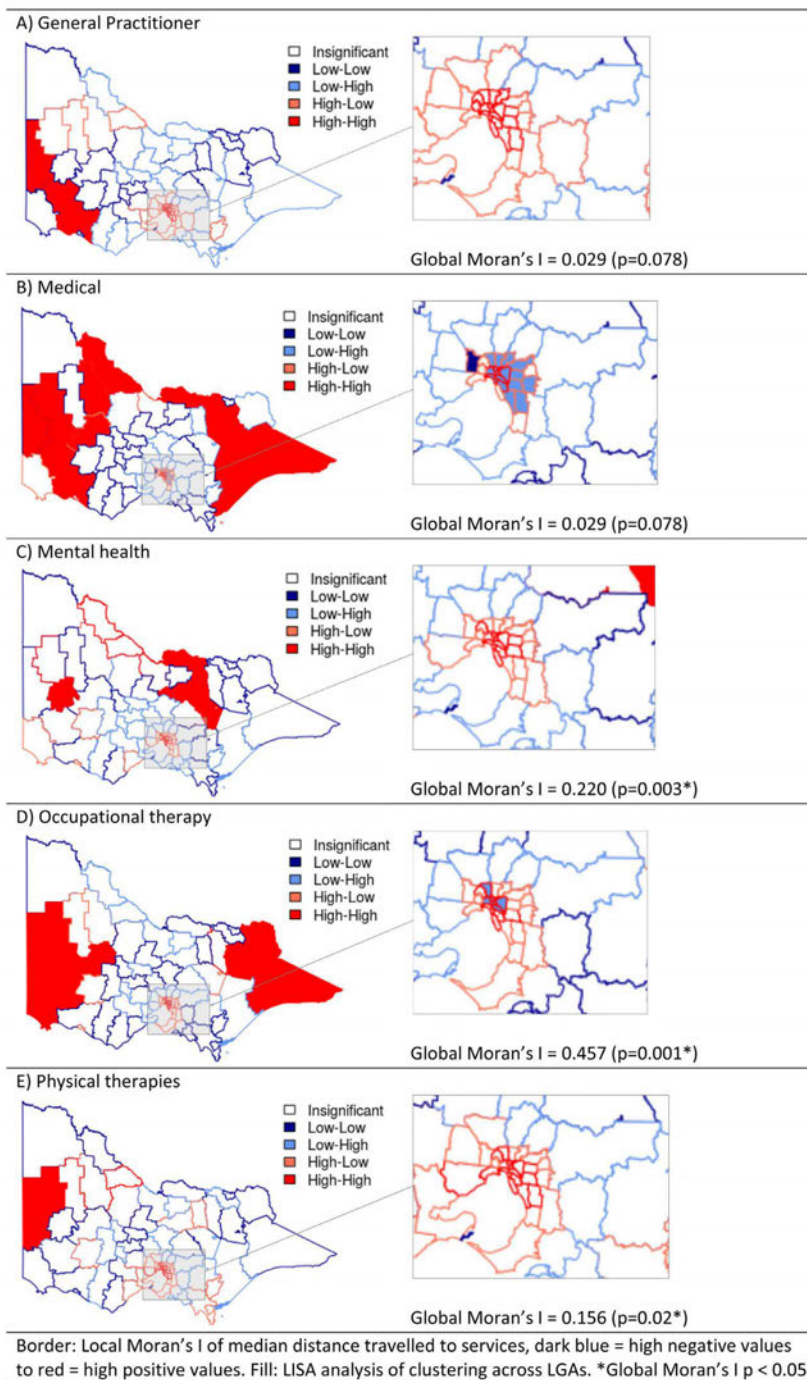 A) General Practitioner
Insignificant
Low-Low
Low-High
High-Low
High-High
Global Moran's I = 0.029 (p=0.078)
B) Medical
Insignificant
Low-Low
Low-High
High-Low
High-High
Global Moran's I = 0.029 (p=0.078)
C) Mental health
Insignificant
Low-Low
Low-High
High-Low
High-High
Global Moran's I = 0.220 (p=0.003*)
D) Occupational therapy
Insignificant
Low-Low
Low-High
High-Low
High-High
Global Moran's I = 0.457 (p=0.001*)
E) Physical therapies
Insignificant
Low-Low
Low-High
High-Low
High-High
Global Moran's I = 0.156 (p=0.02*)
Border: Local Moran's I of median distance travelled to services, dark blue = high negative values
to red = high positive values. Fill: LISA analysis of clustering across LGAs. *Global Moran's I p < 0.05